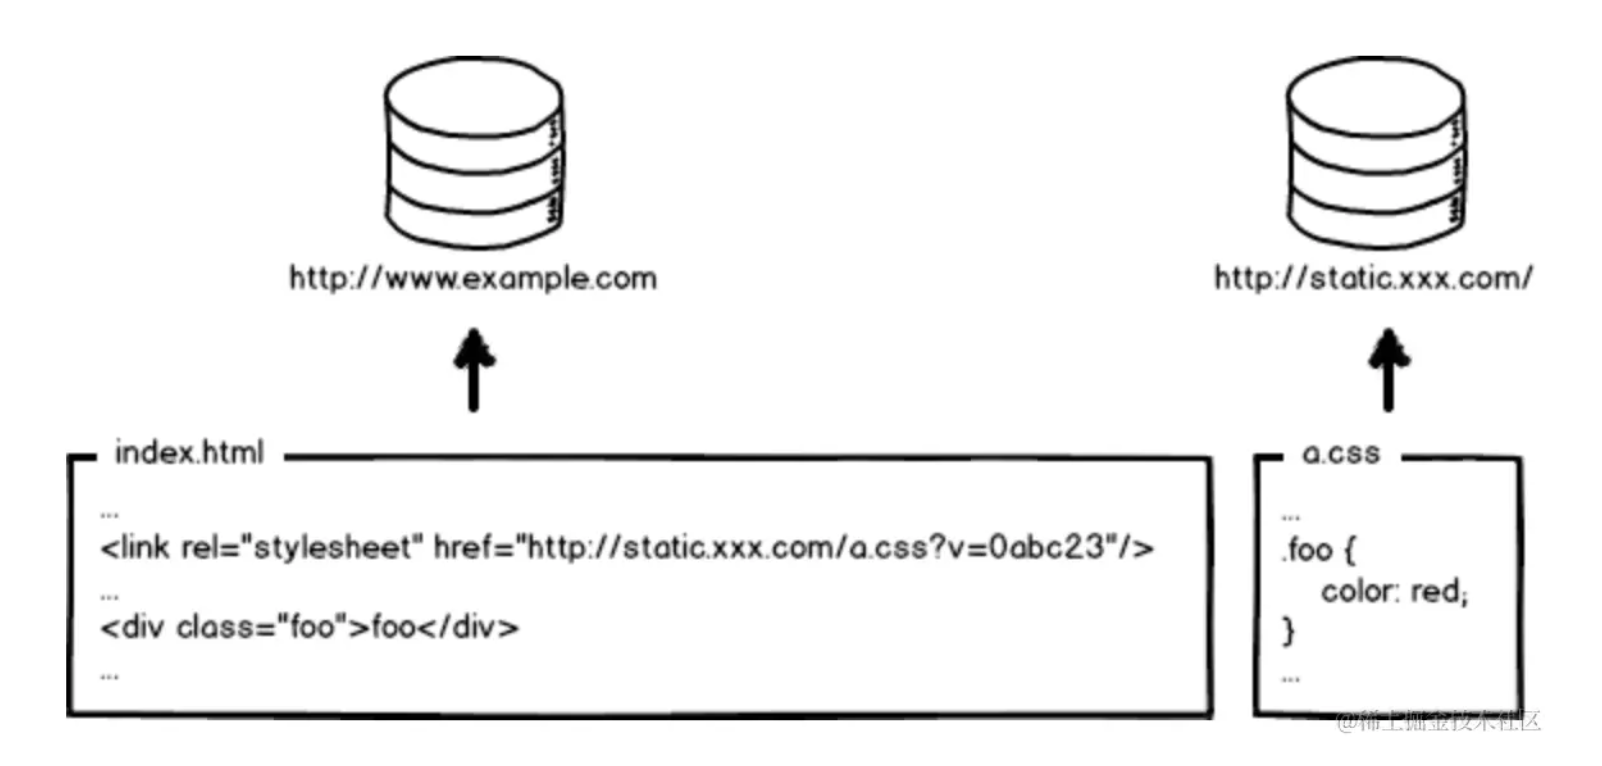 http://www.example.com
http://static.xxx.com/
index.html
...
<link rel="stylesheet" href="http://static.xxx.com/a.css?v=0abc23"/>
...
<div class="foo">foo</div>
...
a.css
...
.foo {
color: red;
}
...
@稀土掘金技术社区